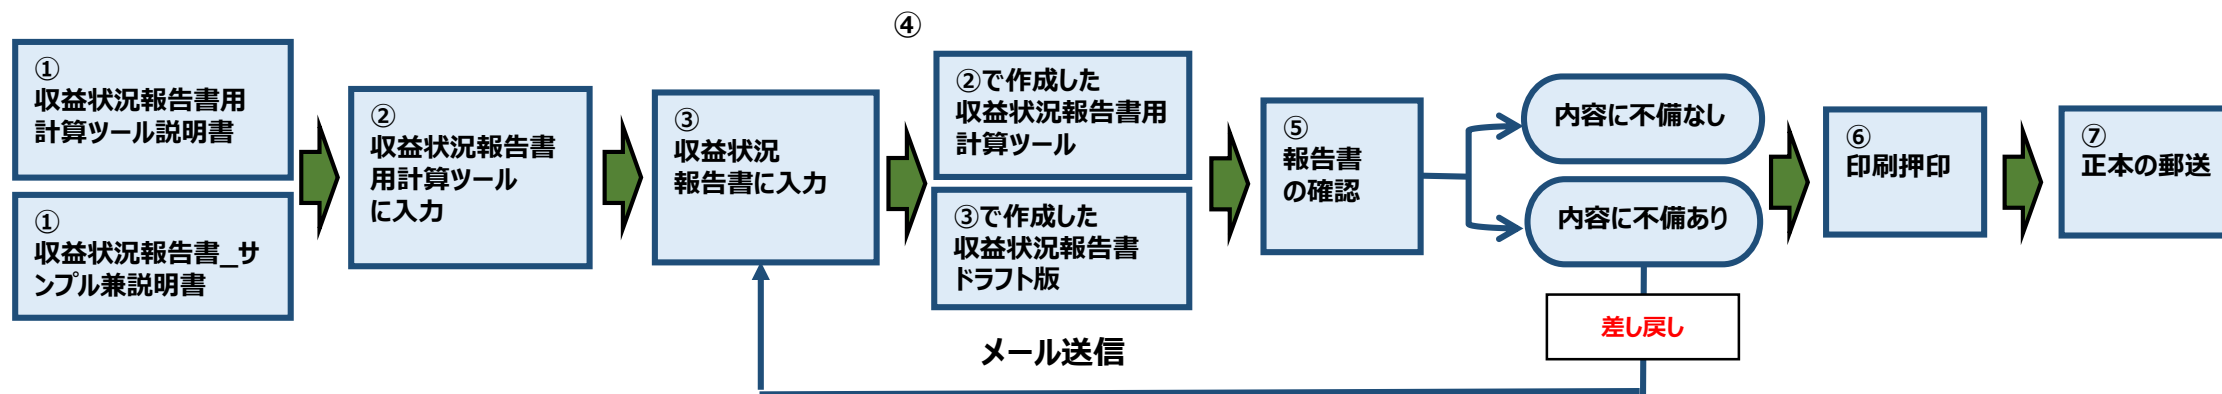 ①
収益状況報告書用
計算ツール説明書
①
収益状況報告書_サ
ンプル兼説明書
②
収益状況報告書
用計算ツール
に入力
③
収益状況
報告書に入力
④
②で作成した
収益状況報告書用
計算ツール
③で作成した
収益状況報告書
ドラフト版
メール送信
⑤
報告書
の確認
内容に不備なし
内容に不備あり
差し戻し
⑥
印刷押印
⑦
正本の郵送